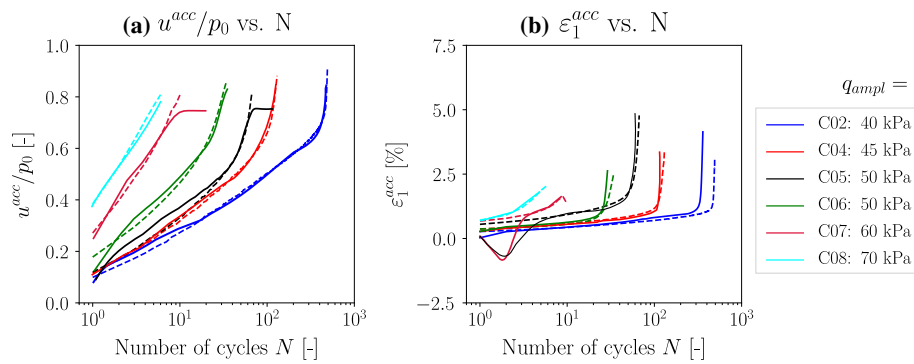 (a) u^{acc}/p_0 vs. N
(b) ε_1^{acc} vs. N
u^{acc}/p_0 [-]
1.0
0.8
0.6
0.4
0.2
0.0
10^0
10^1
10^2
10^3
Number of cycles N [-]
ε_1^{acc} [%]
7.5
5.0
2.5
0.0
−2.5
10^0
10^1
10^2
10^3
Number of cycles N [-]
q_{ampl} =
C02: 40 kPa
C04: 45 kPa
C05: 50 kPa
C06: 50 kPa
C07: 60 kPa
C08: 70 kPa